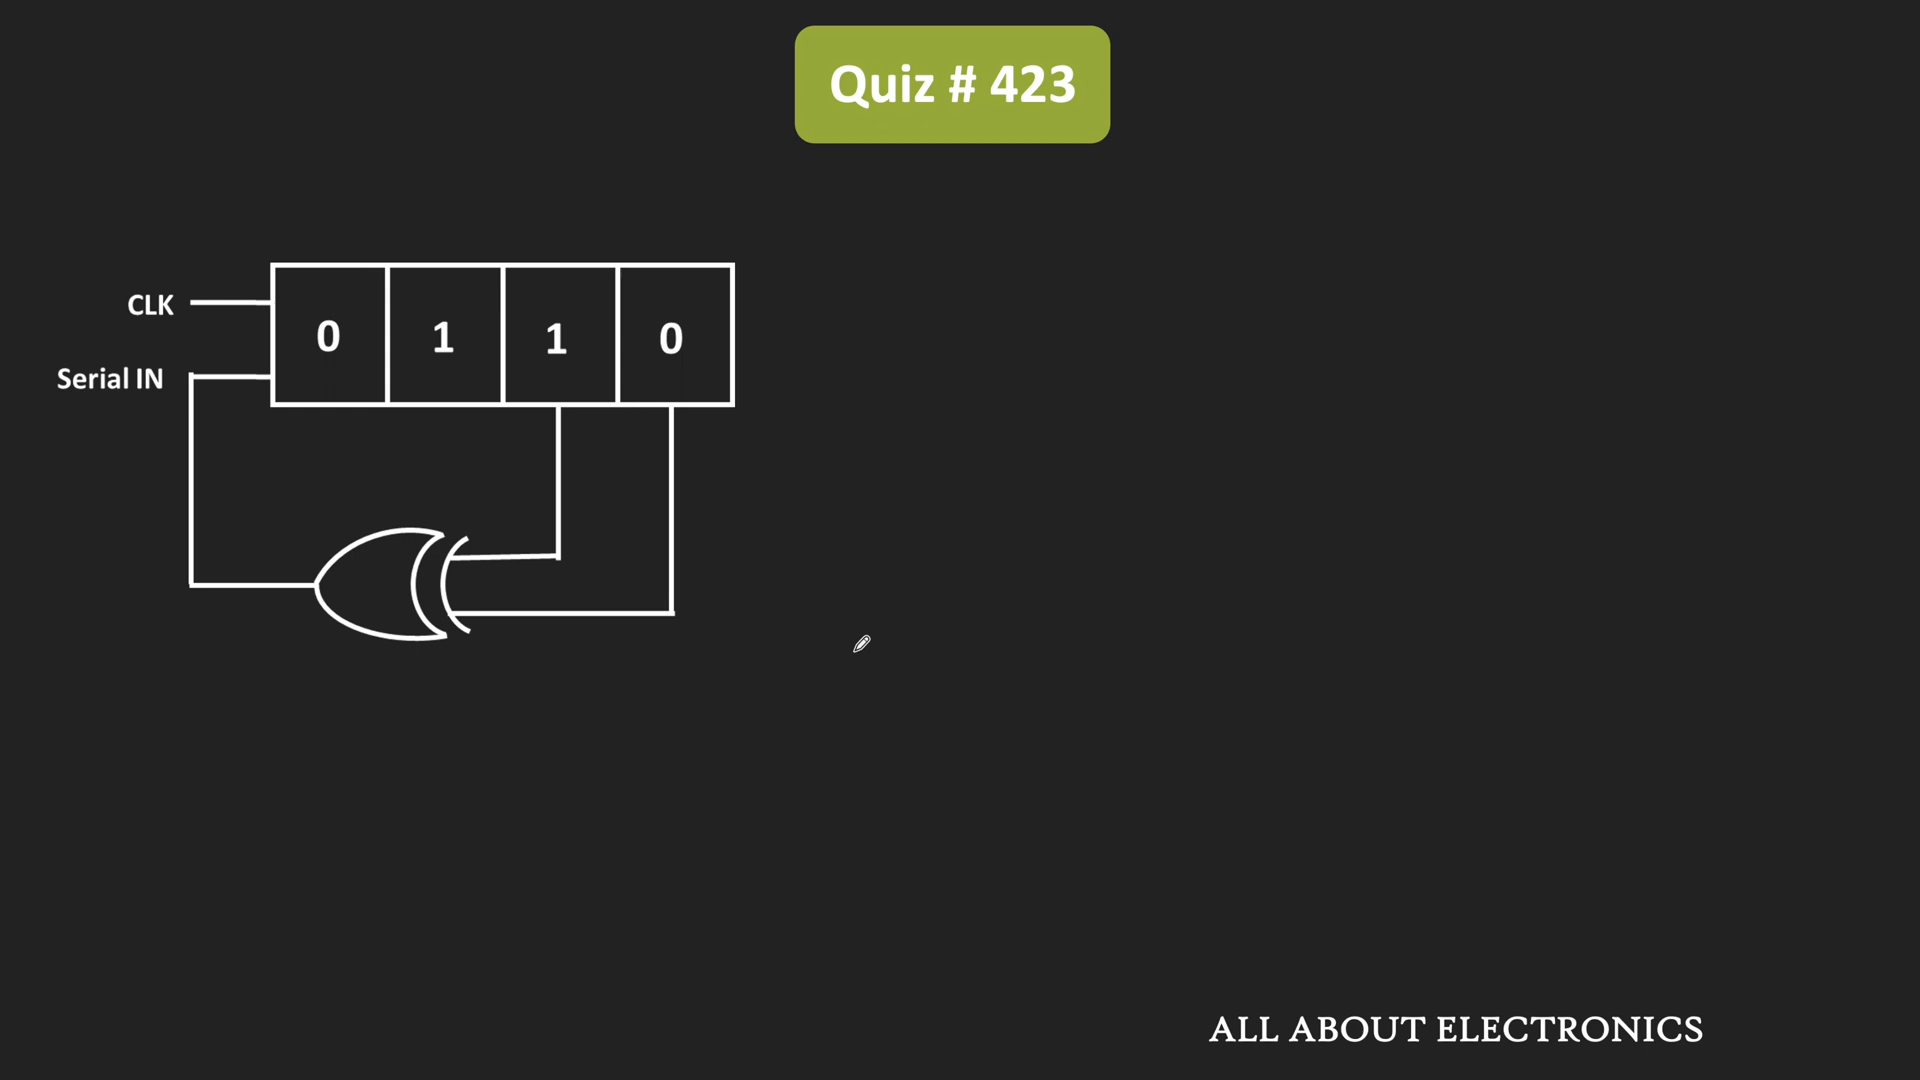 Quiz # 423
CLK
0 1 1 0
Serial IN
ALL ABOUT ELECTRONICS